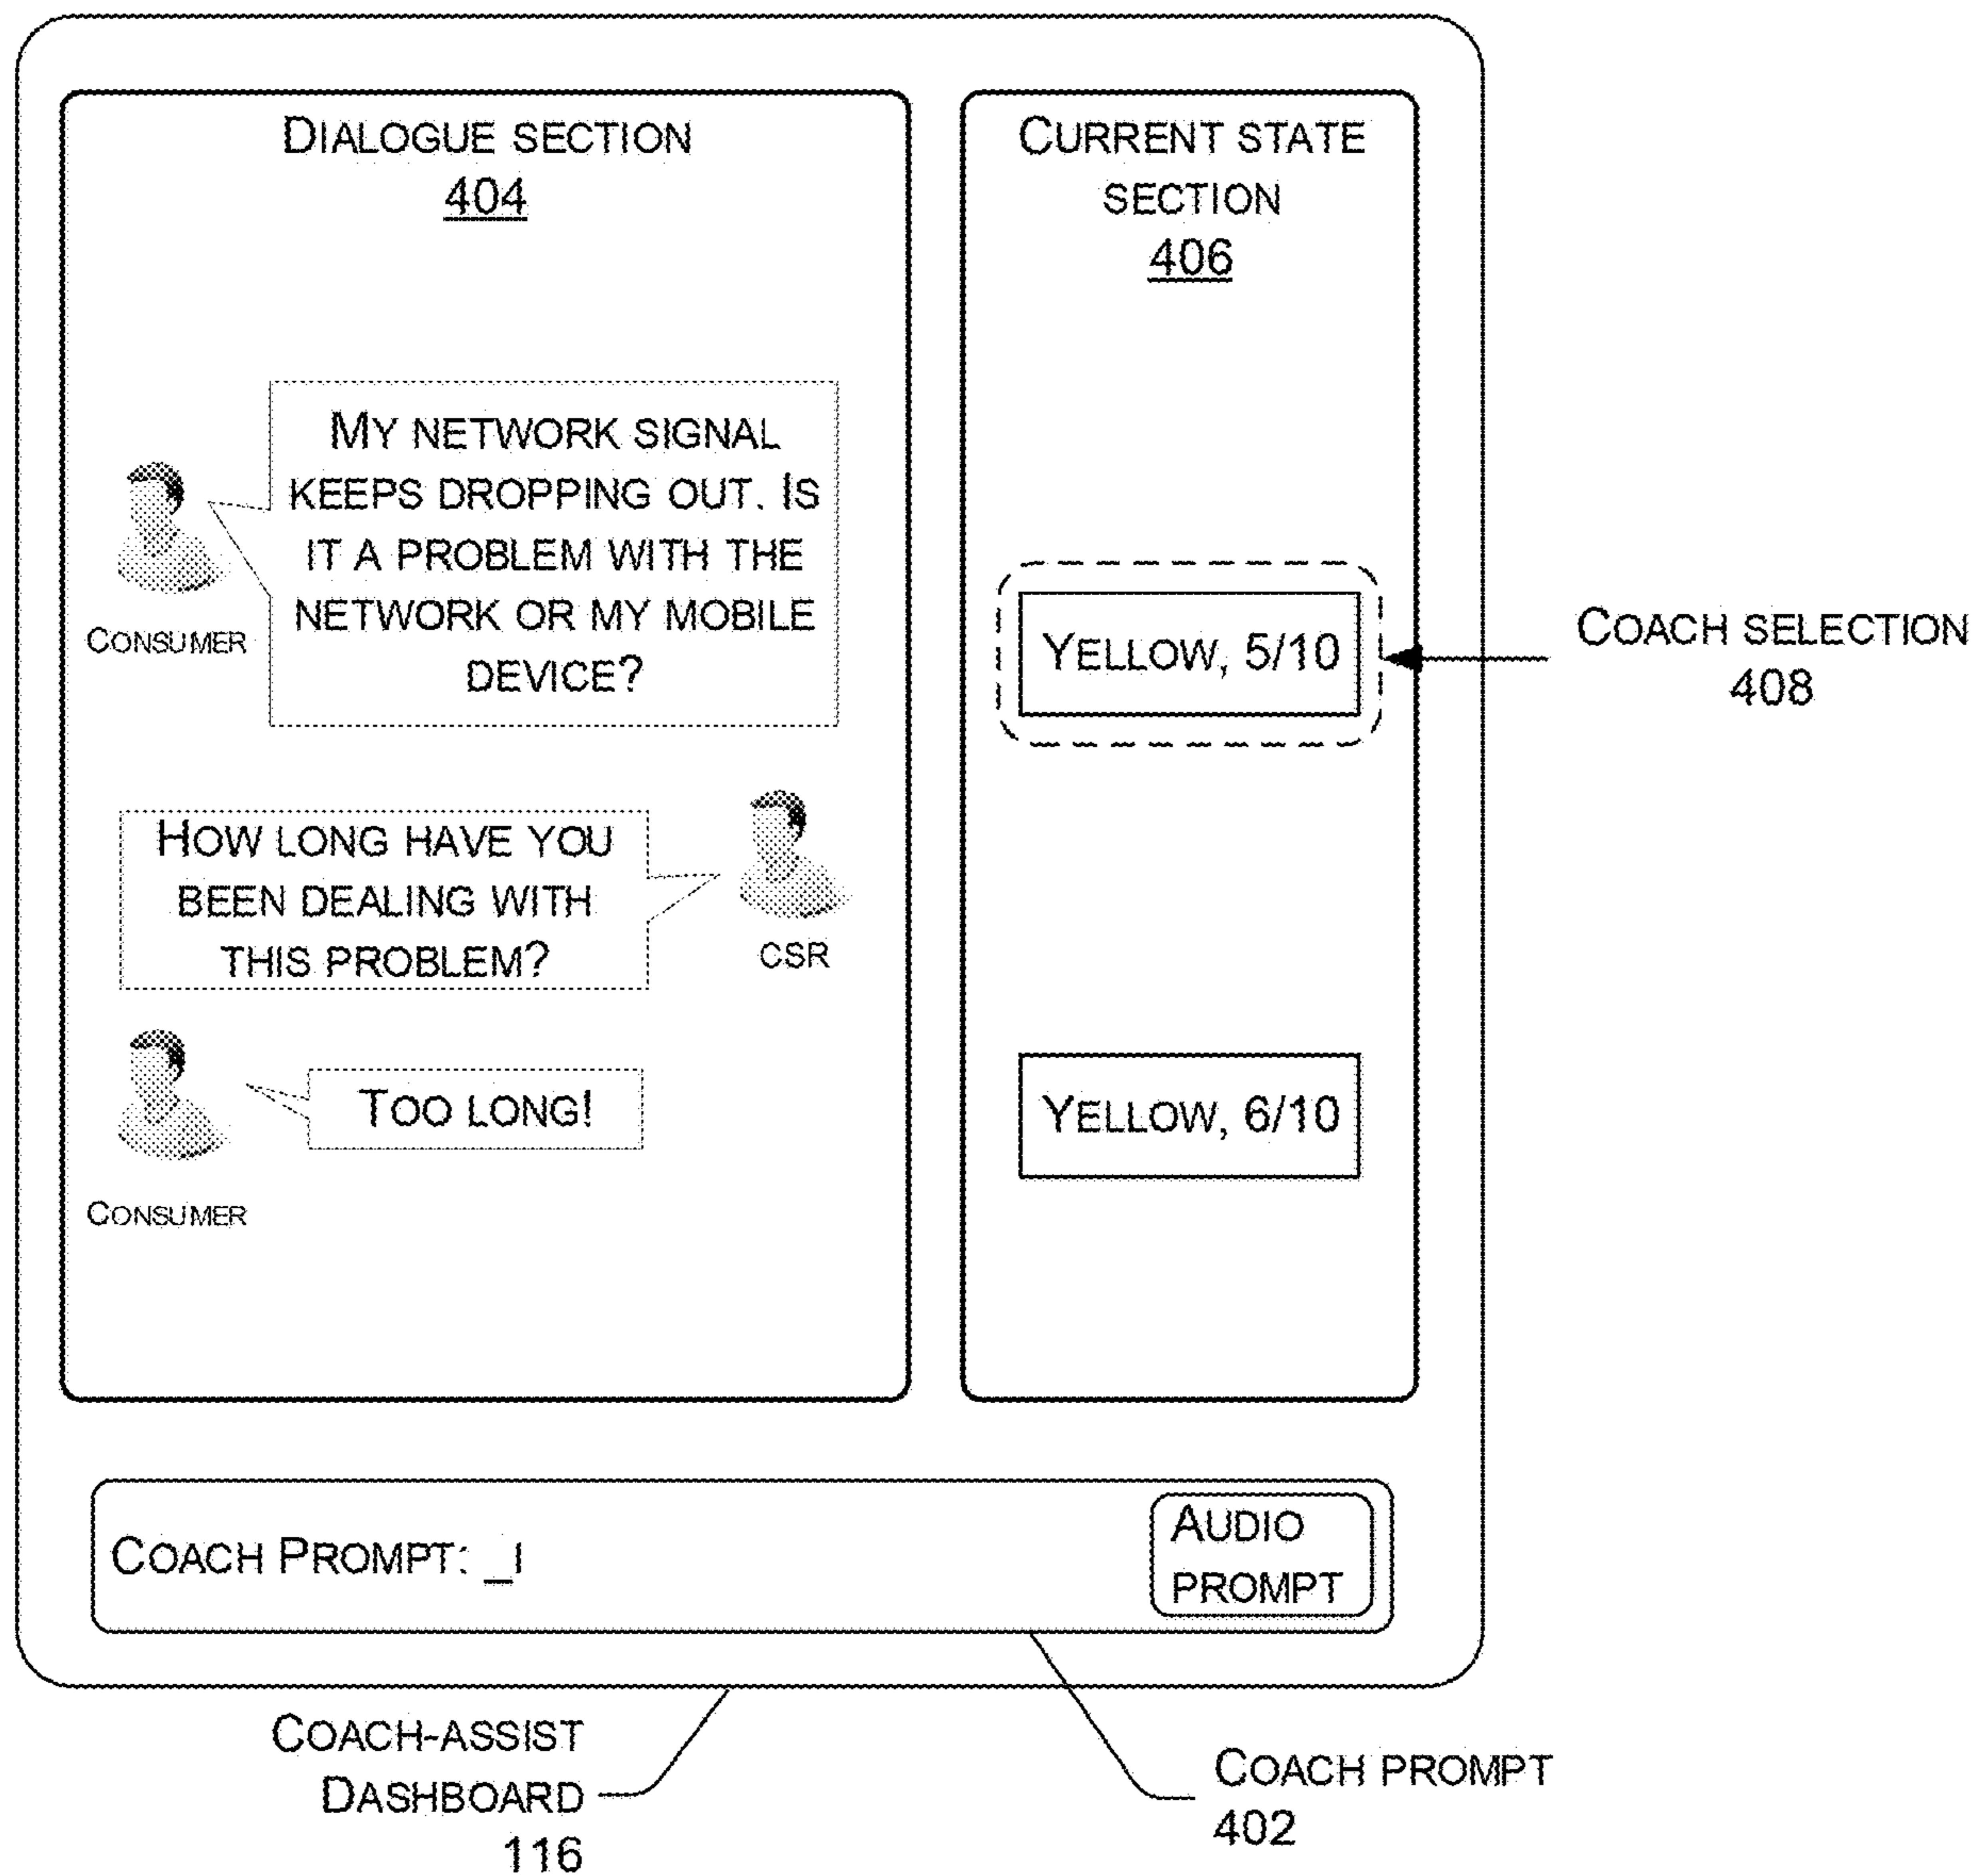 DIALOGUE SECTION
404
MY NETWORK SIGNAL
KEEPS DROPPING OUT. IS
IT A PROBLEM WITH THE
NETWORK OR MY MOBILE
DEVICE?
CONSUMER
HOW LONG HAVE YOU
BEEN DEALING WITH
THIS PROBLEM?
CSR
TOO LONG!
CONSUMER
CURRENT STATE
SECTION
406
YELLOW, 5/10
YELLOW, 6/10
COACH SELECTION
408
COACH PROMPT: _
AUDIO
PROMPT
COACH-ASSIST
DASHBOARD
116
COACH PROMPT
402